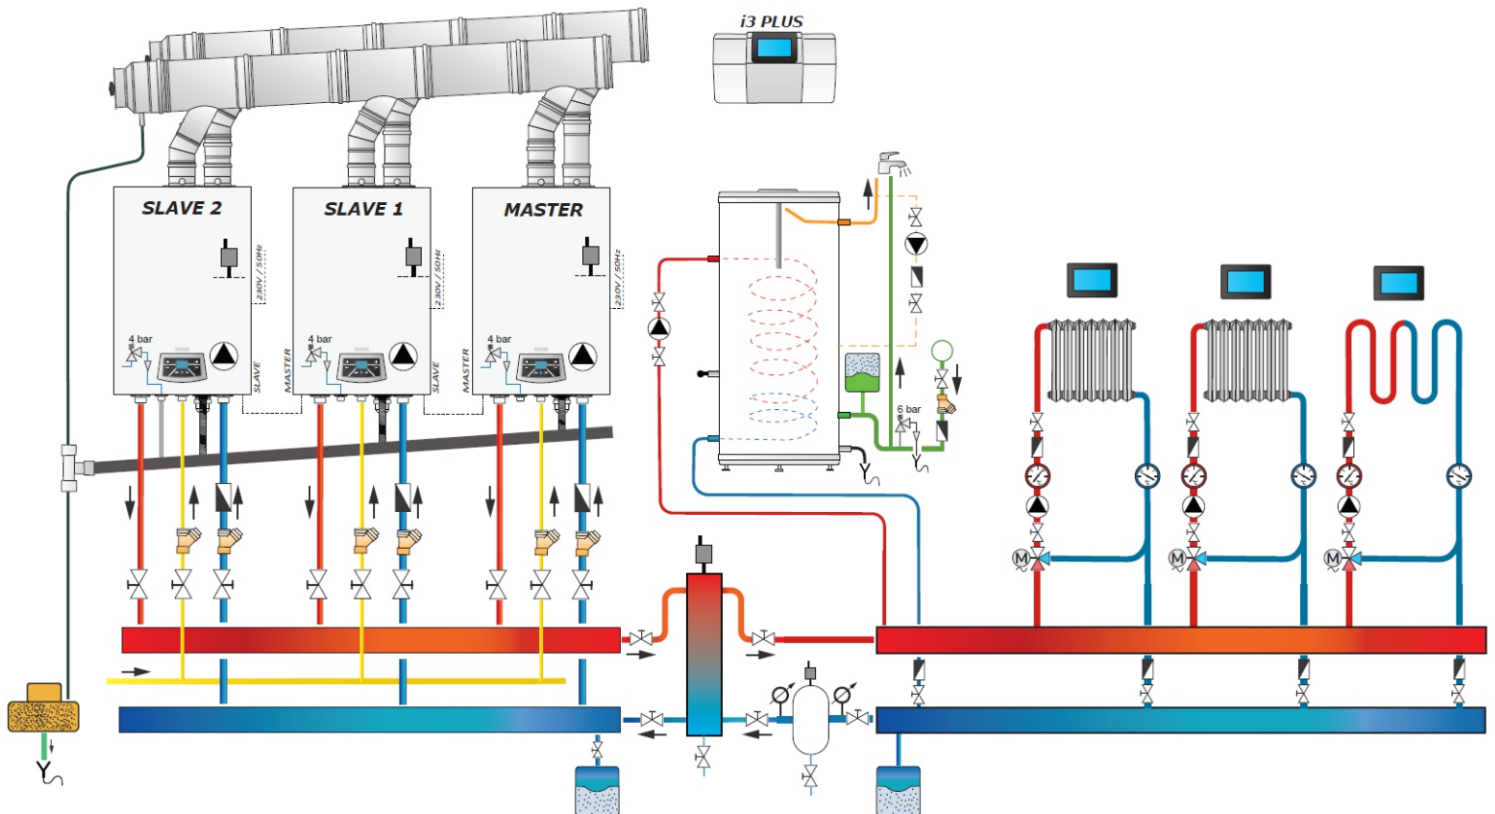 i3 PLUS
SLAVE 2
SLAVE 1
MASTER
230V / 50Hz
230V / 50Hz
230V / 50Hz
4 bar
4 bar
4 bar
SLAVE
MASTER
SLAVE
MASTER
6 bar
M
M
M